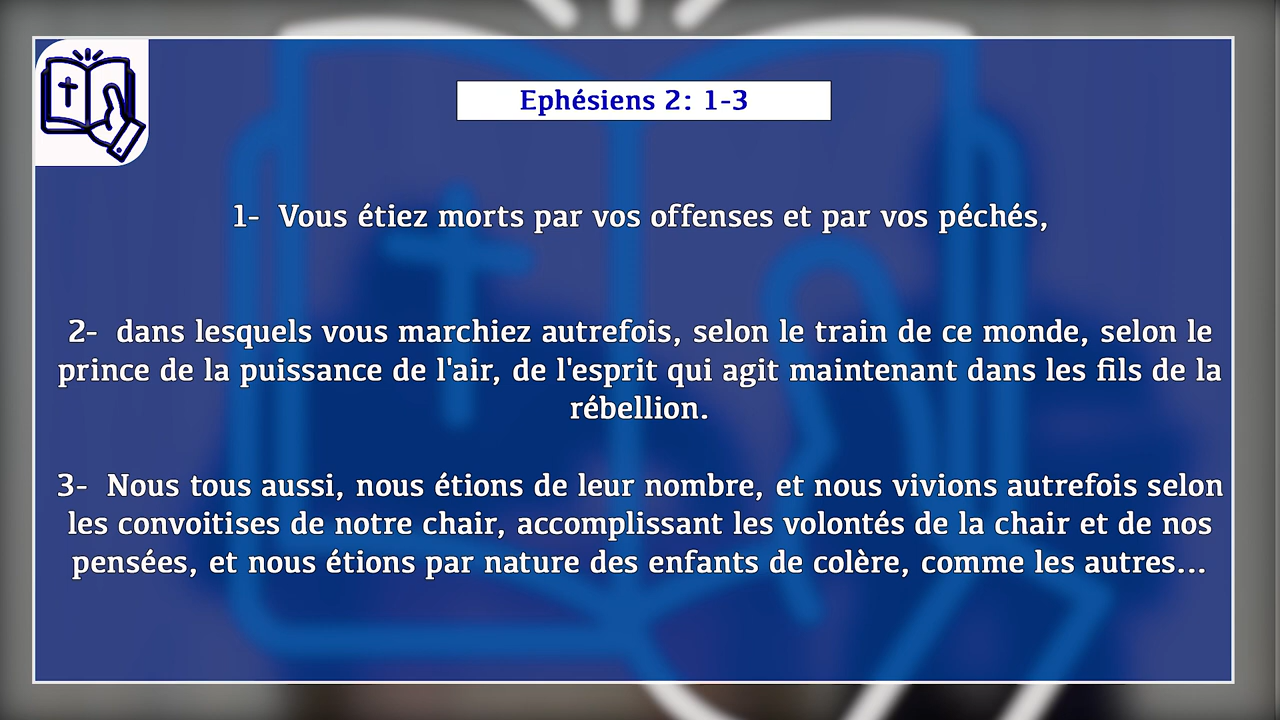 Ephésiens 2: 1-3
1- Vous étiez morts par vos offenses et par vos péchés,
2- dans lesquels vous marchiez autrefois, selon le train de ce monde, selon le
prince de la puissance de l'air, de l'esprit qui agit maintenant dans les fils de la
rébellion.
3- Nous tous aussi, nous étions de leur nombre, et nous vivions autrefois selon
les convoitises de notre chair, accomplissant les volontés de la chair et de nos
pensées, et nous étions par nature des enfants de colère, comme les autres...